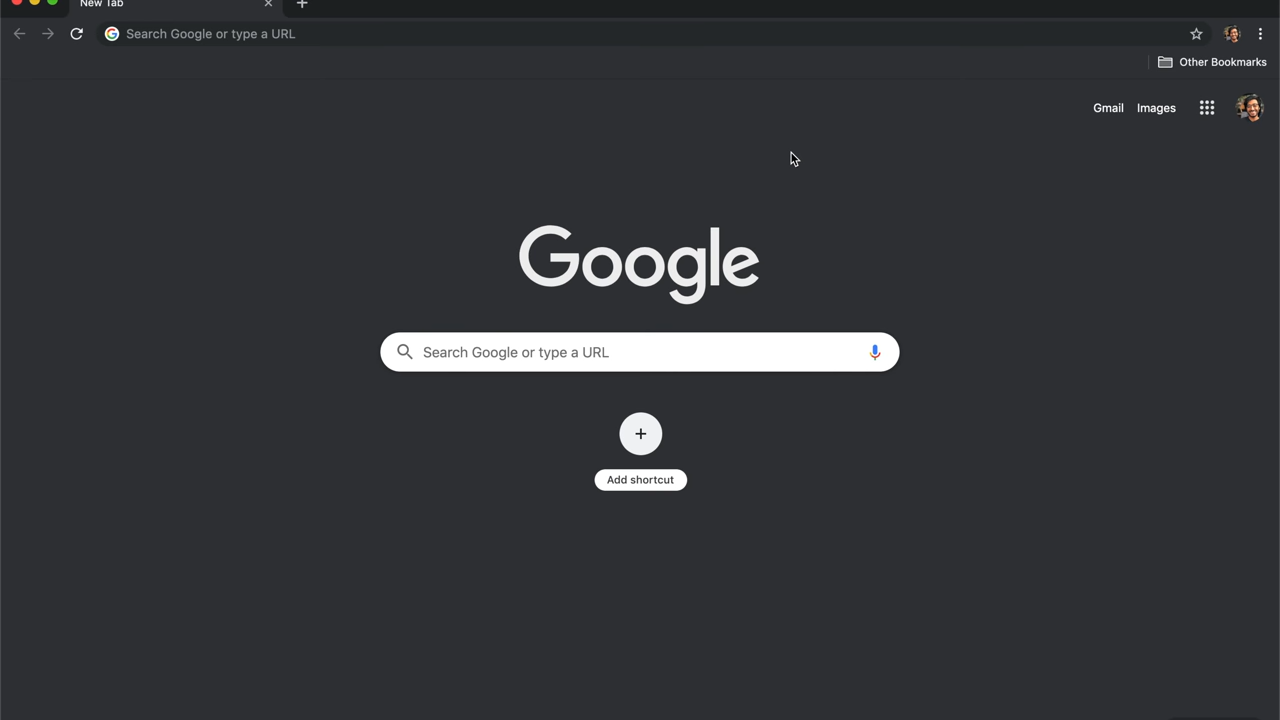 New Tab
Search Google or type a URL
Other Bookmarks
Gmail Images
Google
Search Google or type a URL
Add shortcut